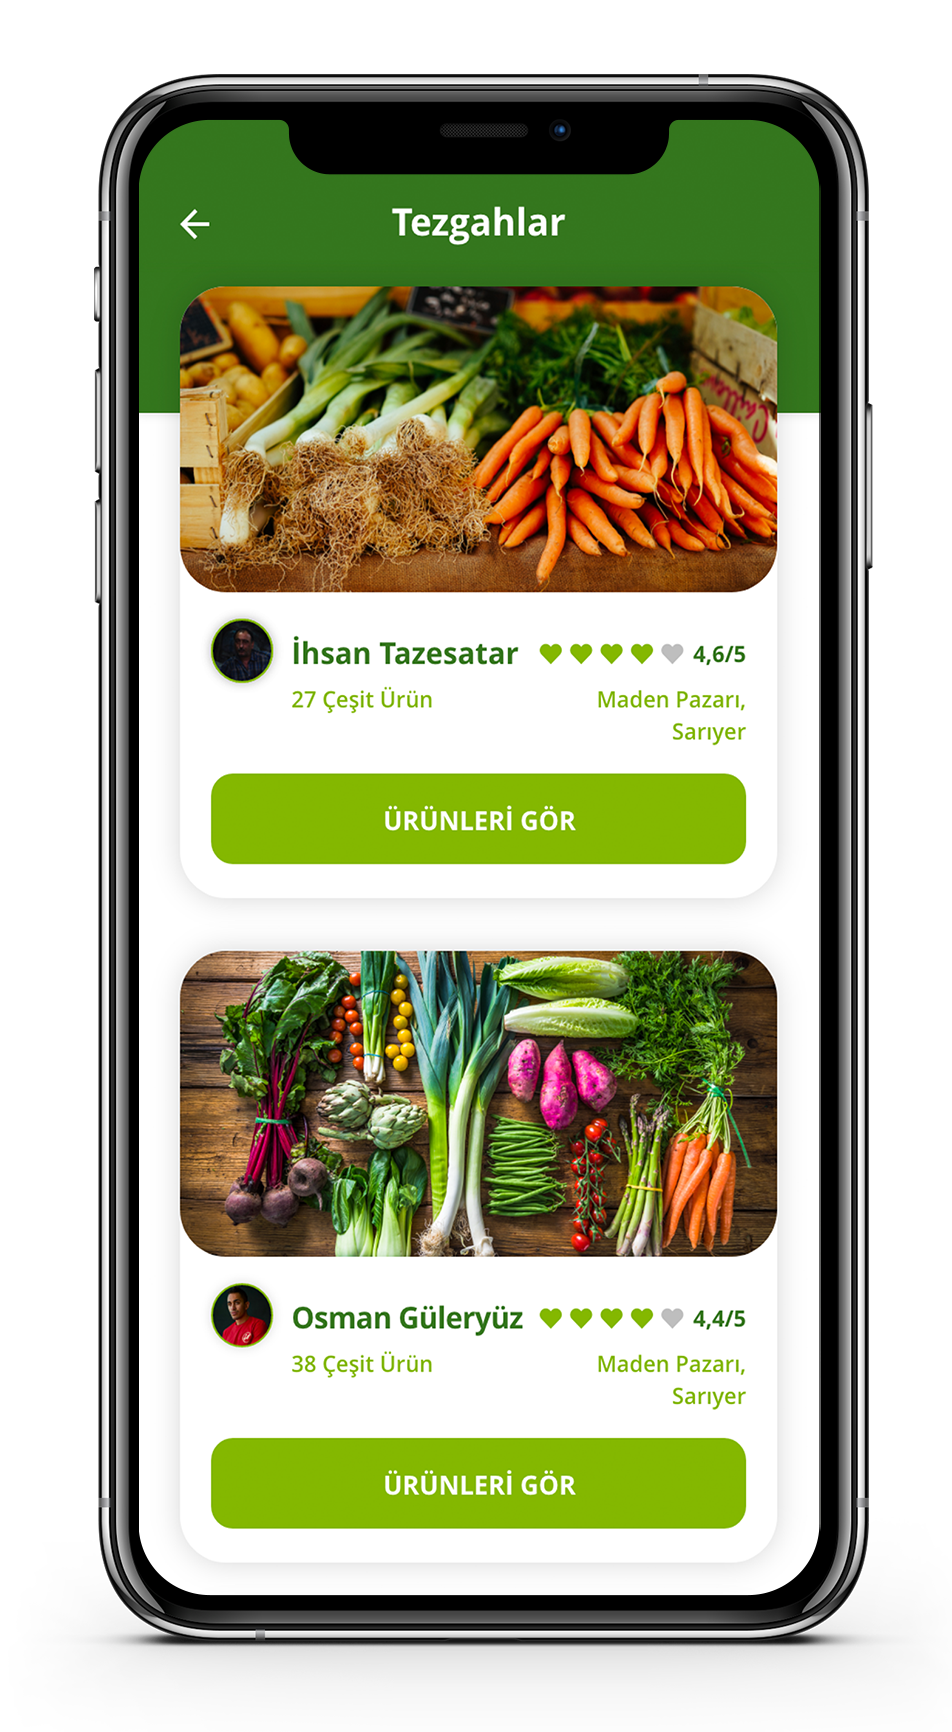 Tezgahlar
İhsan Tazesatar 4,6/5
27 Çeşit Ürün Maden Pazarı,
Sarıyer
ÜRÜNLERİ GÖR
Osman Güleryüz 4,4/5
38 Çeşit Ürün Maden Pazarı,
Sarıyer
ÜRÜNLERİ GÖR